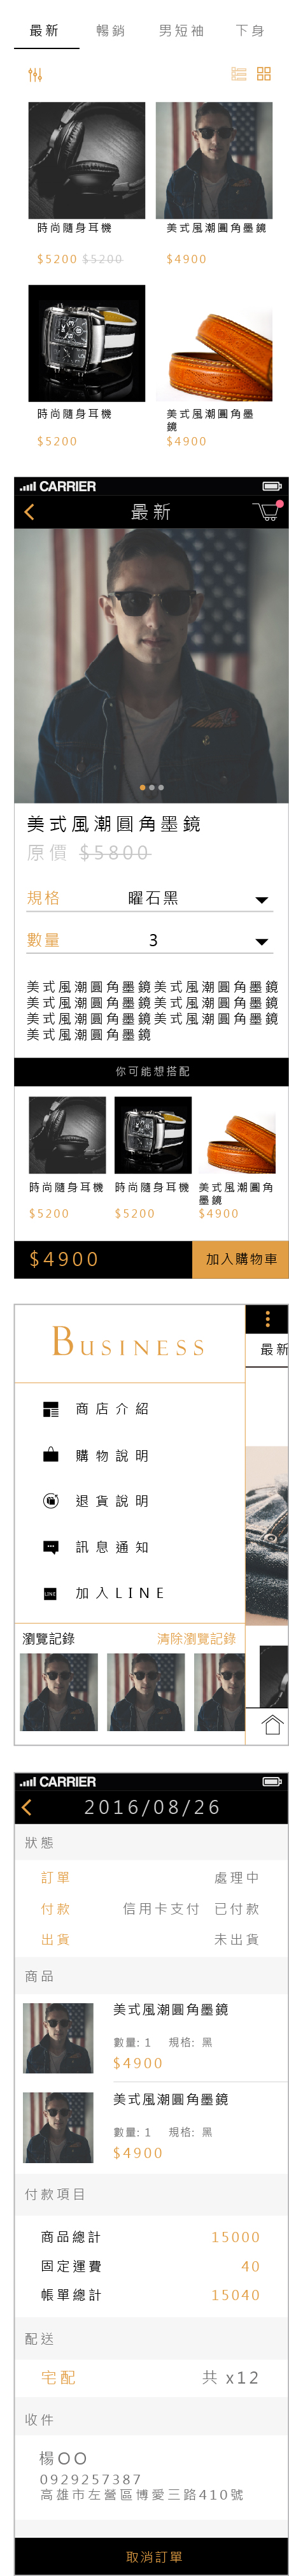 最新 暢銷 男短袖 下身
時尚隨身耳機 美式風潮圓角墨鏡
$5200 $5200 $4900
時尚隨身耳機 美式風潮圓角墨
鏡
$5200 $4900
CARRIER
最新
美式風潮圓角墨鏡
原價 $5800
規格 曜石黑
數量 3
美式風潮圓角墨鏡美式風潮圓角墨鏡
美式風潮圓角墨鏡美式風潮圓角墨鏡
美式風潮圓角墨鏡美式風潮圓角墨鏡
美式風潮圓角墨鏡
你可能想搭配
時尚隨身耳機 時尚隨身耳機 美式風潮圓角
墨鏡
$5200 $5200 $4900
$4900 加入購物車
BUSINESS
最新
商店介紹
購物說明
退貨說明
訊息通知
LINE 加入LINE
瀏覽記錄 清除瀏覽記錄
CARRIER
2016/08/26
狀態
訂單 處理中
付款 信用卡支付 已付款
出貨 未出貨
商品
美式風潮圓角墨鏡
數量: 1 規格: 黑
$4900
美式風潮圓角墨鏡
數量: 1 規格: 黑
$4900
付款項目
商品總計 15000
固定運費 40
帳單總計 15040
配送
宅配 共 x12
收件
楊OO
0929257387
高雄市左營區博愛三路410號
取消訂單